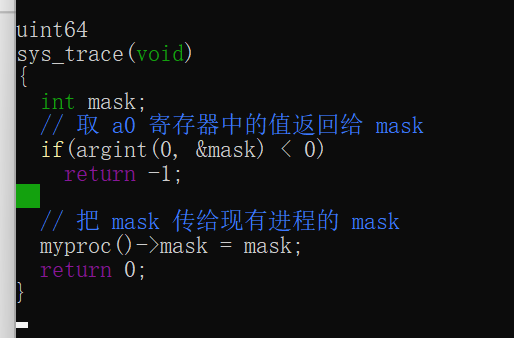 uint64
sys_trace(void)
{
  int mask;
  // 取 a0 寄存器中的值返回给 mask
  if(argint(0, &mask) < 0)
    return -1;
  // 把 mask 传给现有进程的 mask
  myproc()->mask = mask;
  return 0;
}